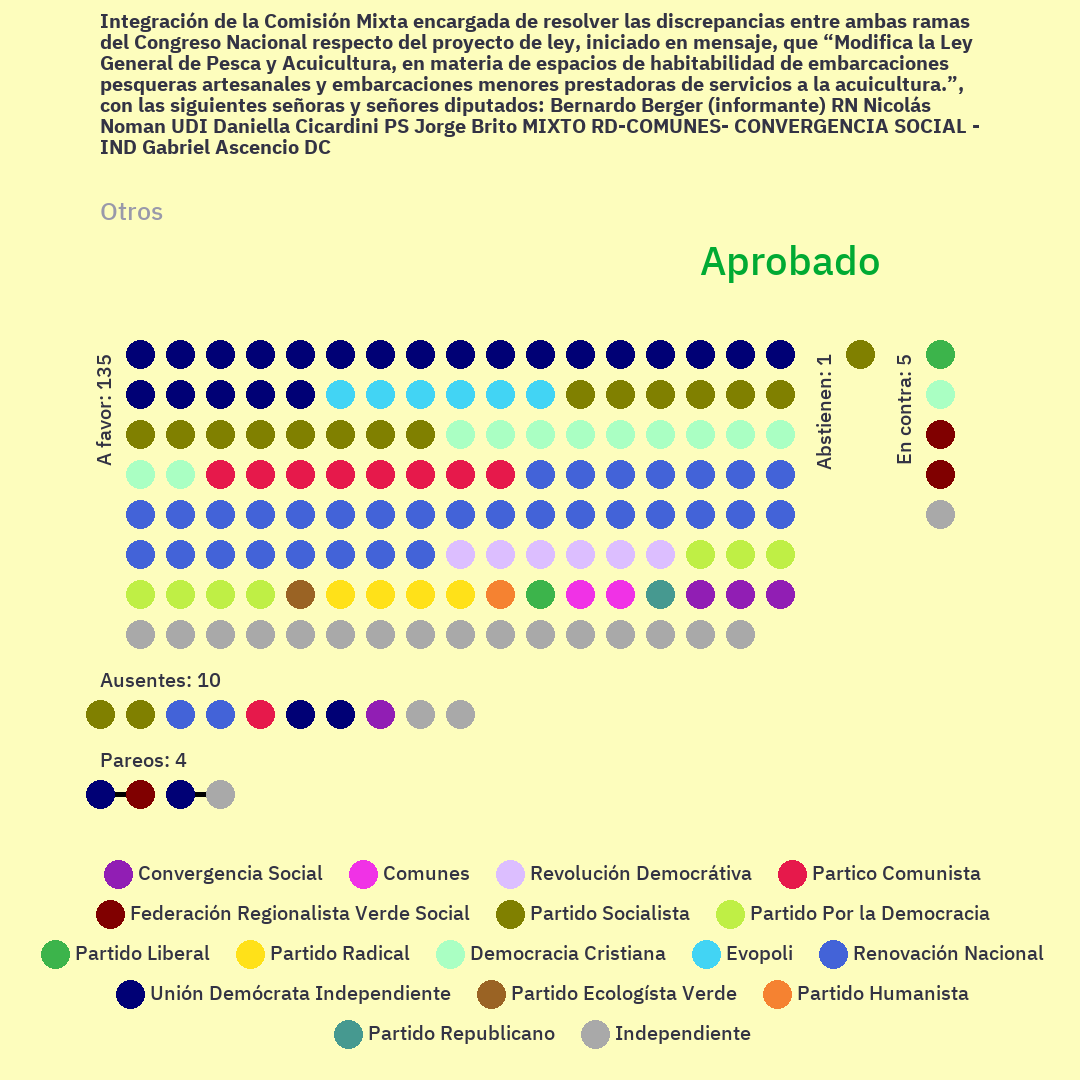 Integración de la Comisión Mixta encargada de resolver las discrepancias entre ambas ramas
del Congreso Nacional respecto del proyecto de ley, iniciado en mensaje, que “Modifica la Ley
General de Pesca y Acuicultura, en materia de espacios de habitabilidad de embarcaciones
pesqueras artesanales y embarcaciones menores prestadoras de servicios a la acuicultura.”,
con las siguientes señoras y señores diputados: Bernardo Berger (informante) RN Nicolás
Noman UDI Daniella Cicardini PS Jorge Brito MIXTO RD-COMUNES- CONVERGENCIA SOCIAL -
IND Gabriel Ascencio DC
Otros
Aprobado
A favor: 135
Abstienen: 1
En contra: 5
Ausentes: 10
Pareos: 4
Convergencia Social Comunes Revolución Democrátiva Partico Comunista
Federación Regionalista Verde Social Partido Socialista Partido Por la Democracia
Partido Liberal Partido Radical Democracia Cristiana Evopoli Renovación Nacional
Unión Demócrata Independiente Partido Ecologísta Verde Partido Humanista
Partido Republicano Independiente